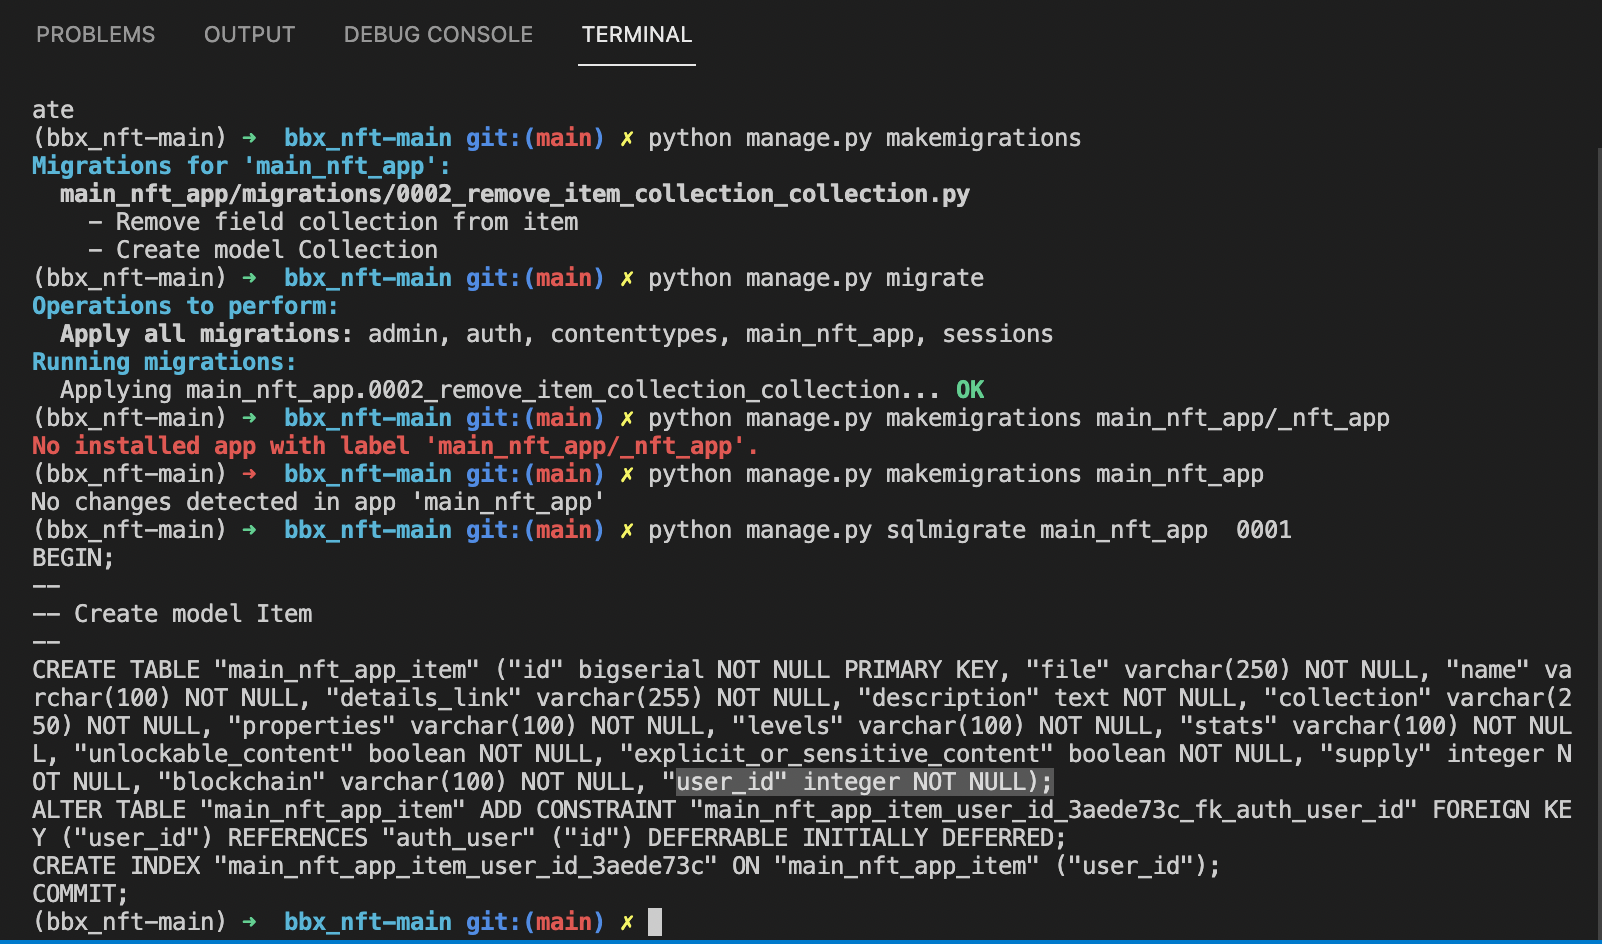 PROBLEMS OUTPUT DEBUG CONSOLE TERMINAL
ate
(bbx_nft-main) ➜  bbx_nft-main git:(main) ✗ python manage.py makemigrations
Migrations for 'main_nft_app':
  main_nft_app/migrations/0002_remove_item_collection_collection.py
    - Remove field collection from item
    - Create model Collection
(bbx_nft-main) ➜  bbx_nft-main git:(main) ✗ python manage.py migrate
Operations to perform:
  Apply all migrations: admin, auth, contenttypes, main_nft_app, sessions
Running migrations:
  Applying main_nft_app.0002_remove_item_collection_collection... OK
(bbx_nft-main) ➜  bbx_nft-main git:(main) ✗ python manage.py makemigrations main_nft_app/_nft_app
No installed app with label 'main_nft_app/_nft_app'.
(bbx_nft-main) ➜  bbx_nft-main git:(main) ✗ python manage.py makemigrations main_nft_app
No changes detected in app 'main_nft_app'
(bbx_nft-main) ➜  bbx_nft-main git:(main) ✗ python manage.py sqlmigrate main_nft_app  0001
BEGIN;
--
-- Create model Item
--
CREATE TABLE "main_nft_app_item" ("id" bigserial NOT NULL PRIMARY KEY, "file" varchar(250) NOT NULL, "name" va
rchar(100) NOT NULL, "details_link" varchar(255) NOT NULL, "description" text NOT NULL, "collection" varchar(2
50) NOT NULL, "properties" varchar(100) NOT NULL, "levels" varchar(100) NOT NULL, "stats" varchar(100) NOT NUL
L, "unlockable_content" boolean NOT NULL, "explicit_or_sensitive_content" boolean NOT NULL, "supply" integer N
OT NULL, "blockchain" varchar(100) NOT NULL, "user_id" integer NOT NULL);
ALTER TABLE "main_nft_app_item" ADD CONSTRAINT "main_nft_app_item_user_id_3aede73c_fk_auth_user_id" FOREIGN KE
Y ("user_id") REFERENCES "auth_user" ("id") DEFERRABLE INITIALLY DEFERRED;
CREATE INDEX "main_nft_app_item_user_id_3aede73c" ON "main_nft_app_item" ("user_id");
COMMIT;
(bbx_nft-main) ➜  bbx_nft-main git:(main) ✗